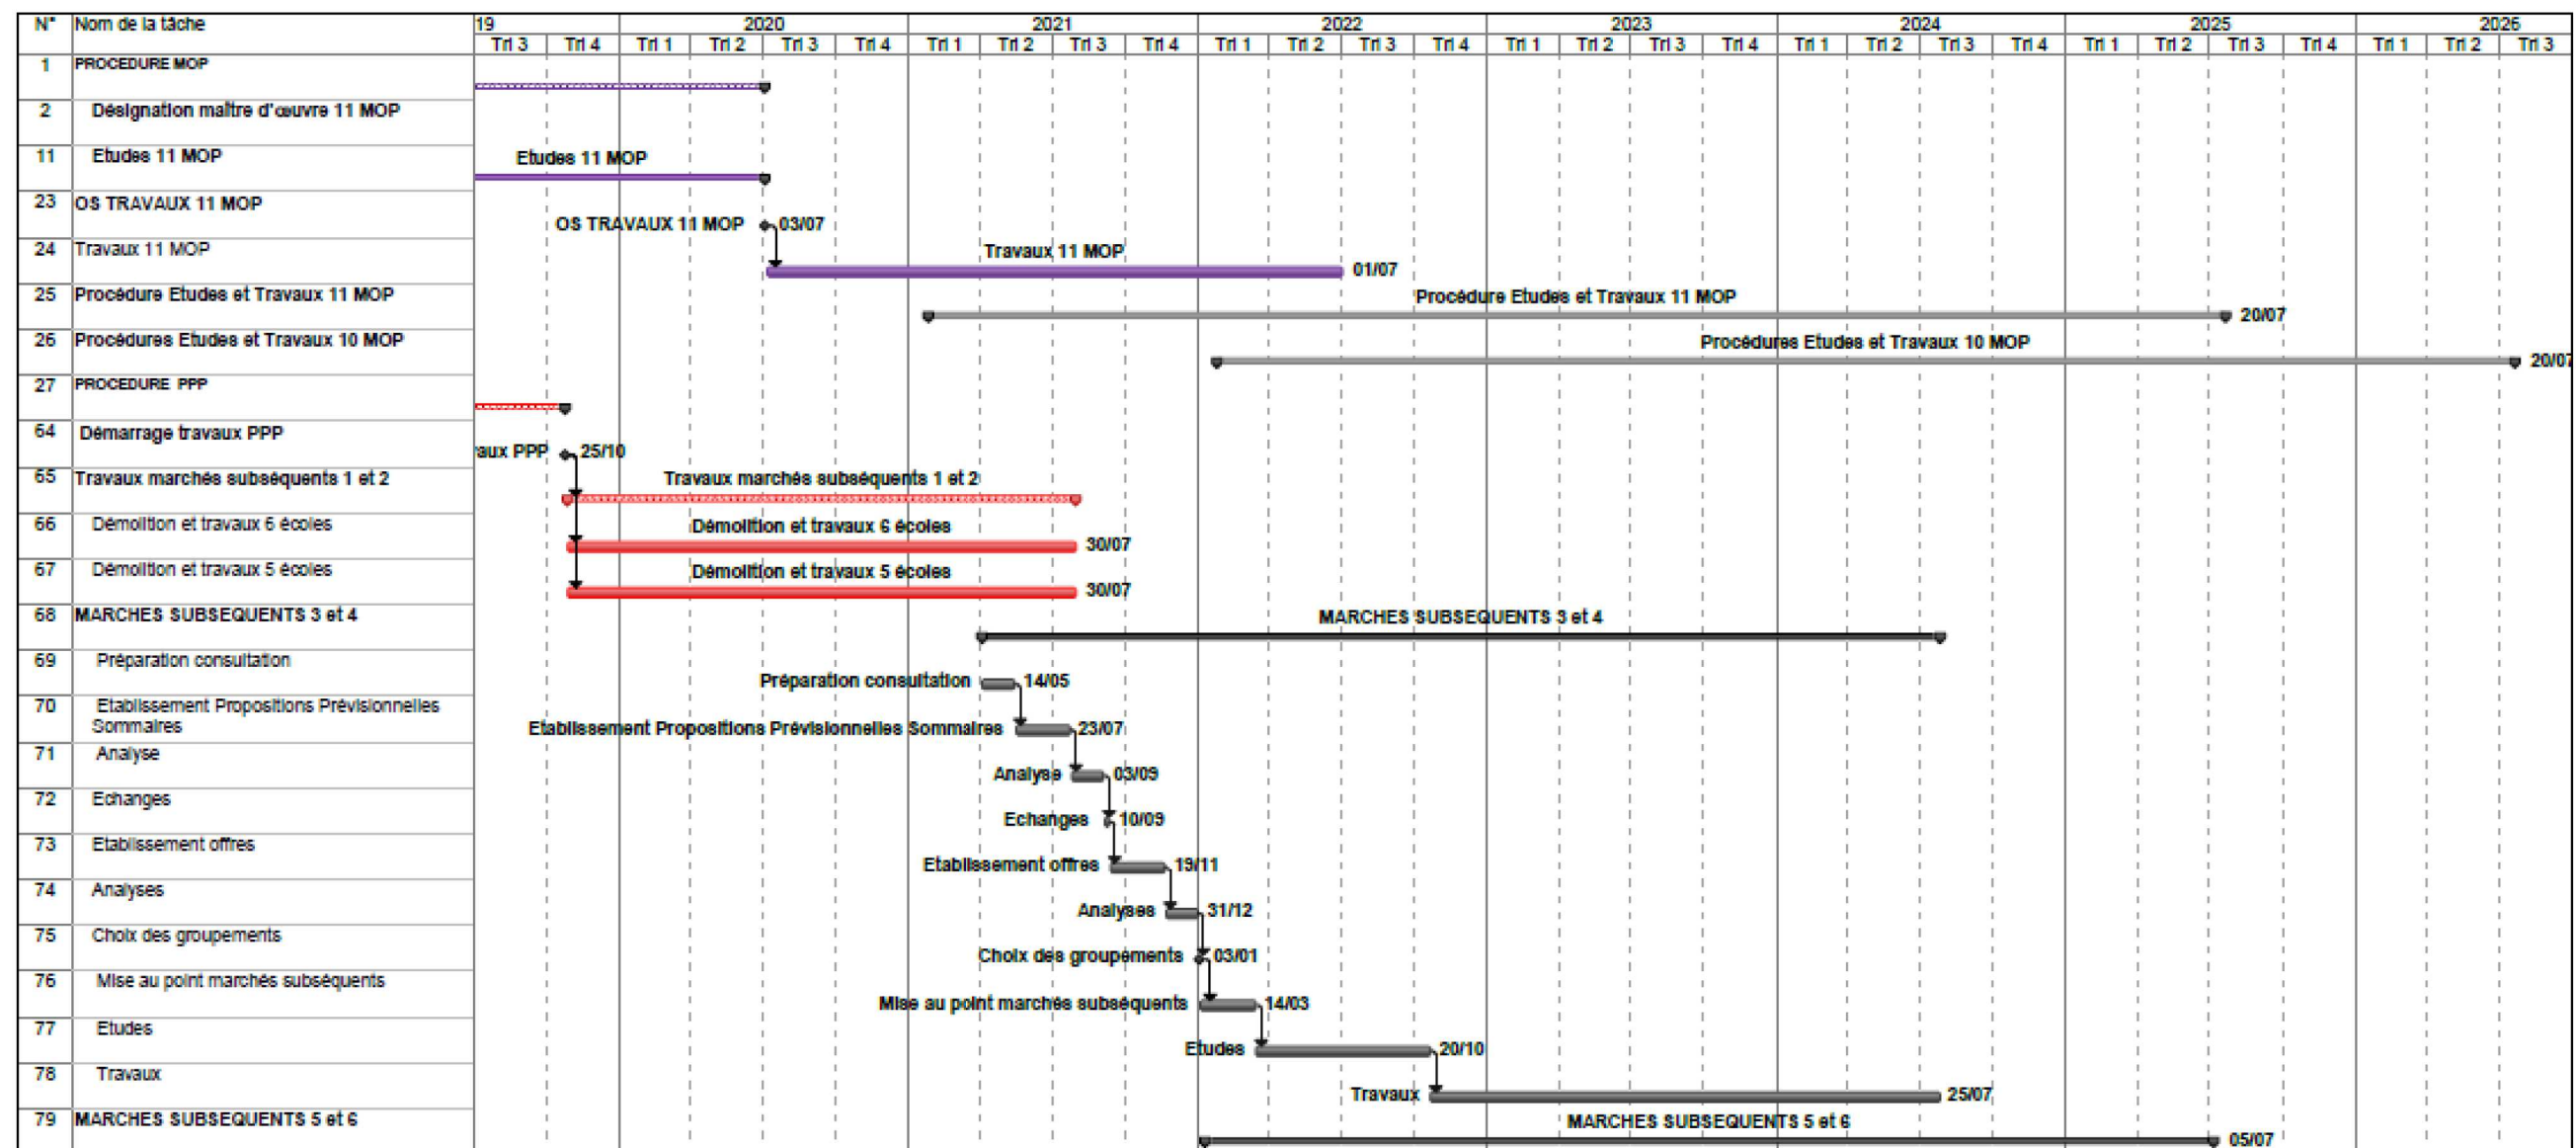 N° Nom de la tâche 19 2020 2021 2022 2023 2024 2025 2026
Tri 3 Tri 4 Tri 1 Tri 2 Tri 3 Tri 4 Tri 1 Tri 2 Tri 3 Tri 4 Tri 1 Tri 2 Tri 3 Tri 4 Tri 1 Tri 2 Tri 3 Tri 4 Tri 1 Tri 2 Tri 3 Tri 4 Tri 1 Tri 2 Tri 3 Tri 4 Tri 1 Tri 2 Tri 3
1 PROCEDURE MOP
2 Désignation maître d'œuvre 11 MOP
11 Etudes 11 MOP Etudes 11 MOP
23 OS TRAVAUX 11 MOP
OS TRAVAUX 11 MOP 03/07
24 Travaux 11 MOP Travaux 11 MOP
01/07
25 Procédure Etudes et Travaux 11 MOP Procédure Etudes et Travaux 11 MOP
20/07
26 Procédures Etudes et Travaux 10 MOP Procédures Etudes et Travaux 10 MOP
20/07
27 PROCEDURE PPP
64 Démarrage travaux PPP
vaux PPP 25/10
65 Travaux marchés subséquents 1 et 2 Travaux marchés subséquents 1 et 2
66 Démolition et travaux 6 écoles Démolition et travaux 6 écoles
30/07
67 Démolition et travaux 5 écoles Démolition et travaux 5 écoles
30/07
68 MARCHES SUBSEQUENTS 3 et 4 MARCHES SUBSEQUENTS 3 et 4
69 Préparation consultation
Préparation consultation 14/05
70 Etablissement Propositions Prévisionnelles
Sommaires
Etablissement Propositions Prévisionnelles Sommaires 23/07
71 Analyse
Analyse 03/09
72 Echanges
Echanges 10/09
73 Etablissement offres
Etablissement offres 19/11
74 Analyses
Analyses 31/12
75 Choix des groupements
Choix des groupements 03/01
76 Mise au point marchés subséquents
Mise au point marchés subséquents 14/03
77 Etudes
Etudes 20/10
78 Travaux
Travaux 25/07
79 MARCHES SUBSEQUENTS 5 et 6 MARCHES SUBSEQUENTS 5 et 6
05/07